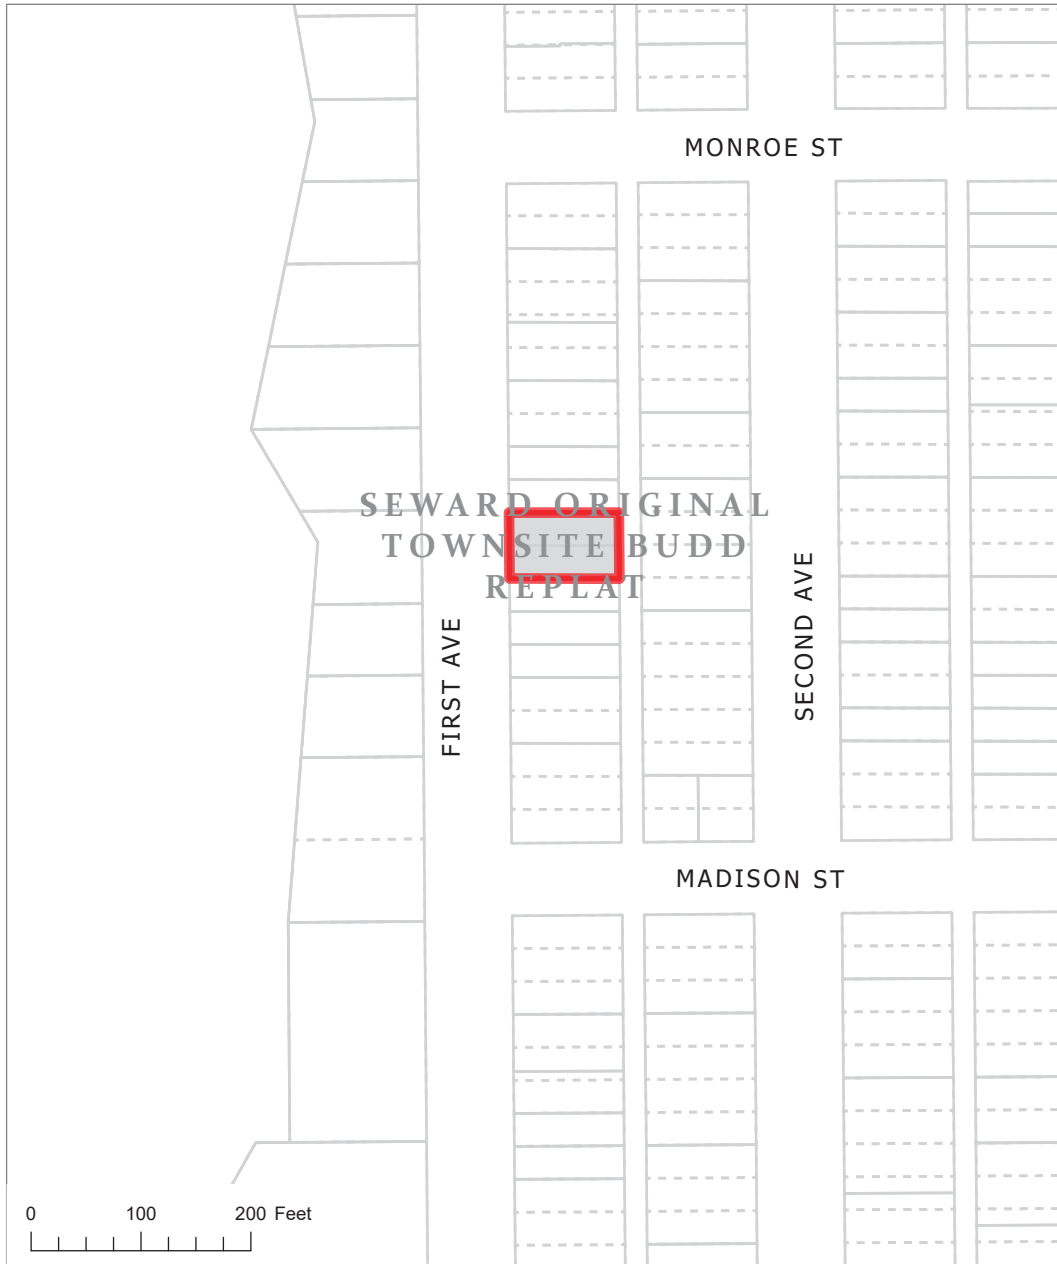 MONROE ST
SEWARD ORIGINAL
TOWNSITE BUDD
REPLAT
FIRST AVE
SECOND AVE
MADISON ST
0 100 200 Feet